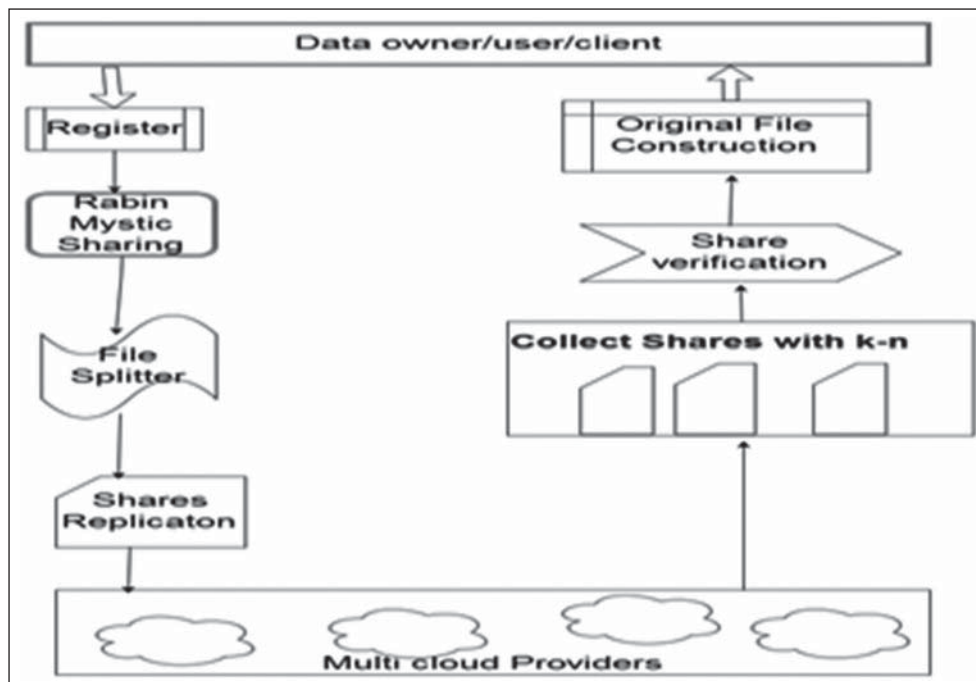 Data owner/user/client
Register
Rabin
Mystic
Sharing
File
Splitter
Shares
Replicaton
Multi cloud Providers
Collect Shares with k-n
Share
verification
Original File
Construction